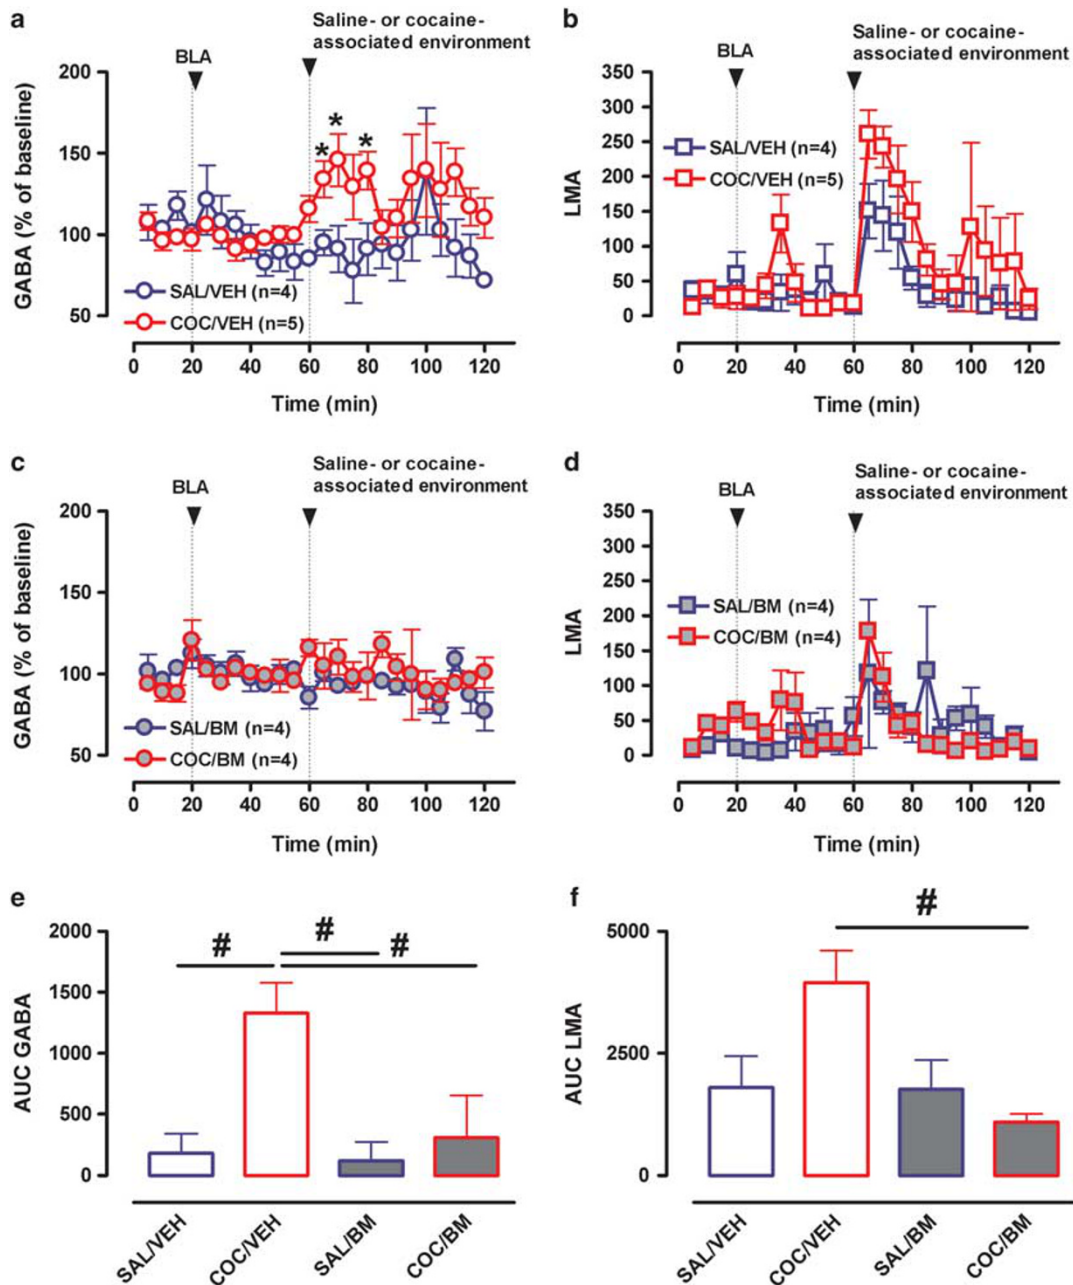 a
Saline- or cocaine-
associated environment
BLA
GABA (% of baseline)
200
150
100
50
* * *
SAL/VEH (n=4)
COC/VEH (n=5)
0 20 40 60 80 100 120
Time (min)
b
Saline- or cocaine-
associated environment
BLA
LMA
350
300
250
200
150
100
50
0
SAL/VEH (n=4)
COC/VEH (n=5)
0 20 40 60 80 100 120
Time (min)
c
Saline- or cocaine-
associated environment
BLA
GABA (% of baseline)
200
150
100
50
SAL/BM (n=4)
COC/BM (n=4)
0 20 40 60 80 100 120
Time (min)
d
Saline- or cocaine-
associated environment
BLA
LMA
350
300
250
200
150
100
50
0
SAL/BM (n=4)
COC/BM (n=4)
0 20 40 60 80 100 120
Time (min)
e
AUC GABA
2000
1500
1000
500
0
# # #
SAL/VEH COC/VEH SAL/BM COC/BM
f
AUC LMA
5000
2500
0
#
SAL/VEH COC/VEH SAL/BM COC/BM